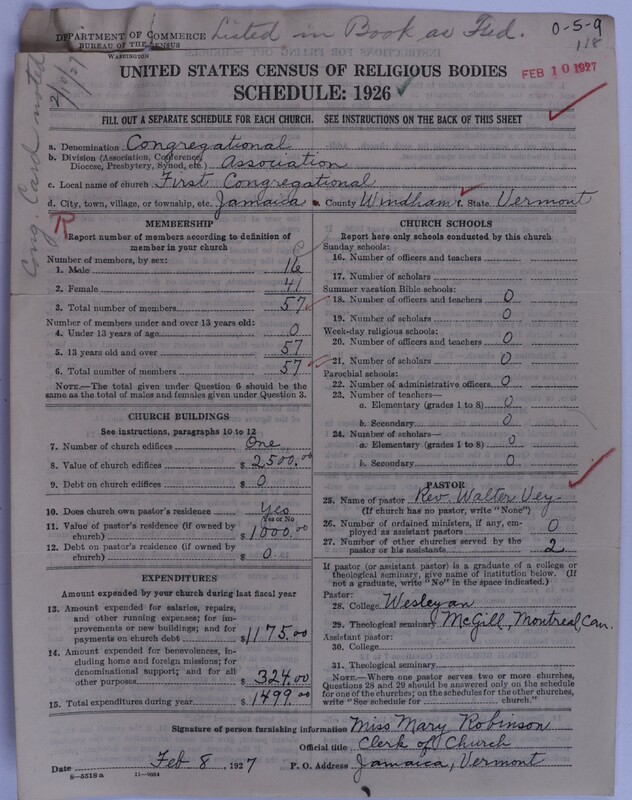 DEPARTMENT OF COMMERCE
BUREAU OF THE CENSUS
WASHINGTON
Listed in Book as Fed.
0-5-9
118
Cong. Card noted
2/10/27
FEB 10 1927
UNITED STATES CENSUS OF RELIGIOUS BODIES
SCHEDULE: 1926
FILL OUT A SEPARATE SCHEDULE FOR EACH CHURCH. SEE INSTRUCTIONS ON THE BACK OF THIS SHEET
a. Denomination Congregational
b. Division (Association, Conference, Diocese, Presbytery, Synod, etc.) Association
c. Local name of church First Congregational
d. City, town, village, or township, etc. Jamaica e. County Windham f. State Vermont
R
MEMBERSHIP
Report number of members according to definition of
member in your church
Number of members, by sex:
1. Male 16
2. Female 41
3. Total number of members 57
Number of members under and over 13 years old:
4. Under 13 years of age 0
5. 13 years old and over 57
6. Total number of members 57
NOTE.—The total given under Question 6 should be the
same as the total of males and females given under Question 3.
CHURCH BUILDINGS
See instructions, paragraphs 10 to 12
7. Number of church edifices One
8. Value of church edifices $ 2500.00
9. Debt on church edifices $ 0
10. Does church own pastor's residence Yes
Yes or No
11. Value of pastor's residence (if owned by
church) $ 1000.00
12. Debt on pastor's residence (if owned by
church) $ 0
EXPENDITURES
Amount expended by your church during last fiscal year
13. Amount expended for salaries, repairs,
and other running expenses; for im-
provements or new buildings; and for
payments on church debt $ 1175.00
14. Amount expended for benevolences, in-
cluding home and foreign missions; for
denominational support; and for all
other purposes $ 324.00
15. Total expenditures during year $ 1499.00
CHURCH SCHOOLS
Report here only schools conducted by this church
Sunday schools:
16. Number of officers and teachers
17. Number of scholars
Summer vacation Bible schools:
18. Number of officers and teachers 0
19. Number of scholars 0
Week-day religious schools:
20. Number of officers and teachers 0
21. Number of scholars 0
Parochial schools:
22. Number of administrative officers 0
23. Number of teachers—
a. Elementary (grades 1 to 8) 0
b. Secondary 0
24. Number of scholars—
a. Elementary (grades 1 to 8) 0
b. Secondary 0
PASTOR
25. Name of pastor Rev. Walter Vey
(If church has no pastor, write "None")
26. Number of ordained ministers, if any, em-
ployed as assistant pastors 0
27. Number of other churches served by the
pastor or his assistants 2
If pastor (or assistant pastor) is a graduate of a college or
theological seminary, give name of institution below. (If
not a graduate, write "No" in the space indicated.)
Pastor:
28. College Wesleyan
29. Theological seminary McGill, Montreal, Can.
Assistant pastor:
30. College
31. Theological seminary
NOTE.—Where one pastor serves two or more churches,
Questions 28 and 29 should be answered only on the schedule
for one of the churches; on the schedules for the other churches,
write "See schedule for church."
Signature of person furnishing information Miss Mary Robinson
Official title Clerk of Church
Date Feb. 8, 1927 P. O. Address Jamaica, Vermont
8-5518a 11-9084